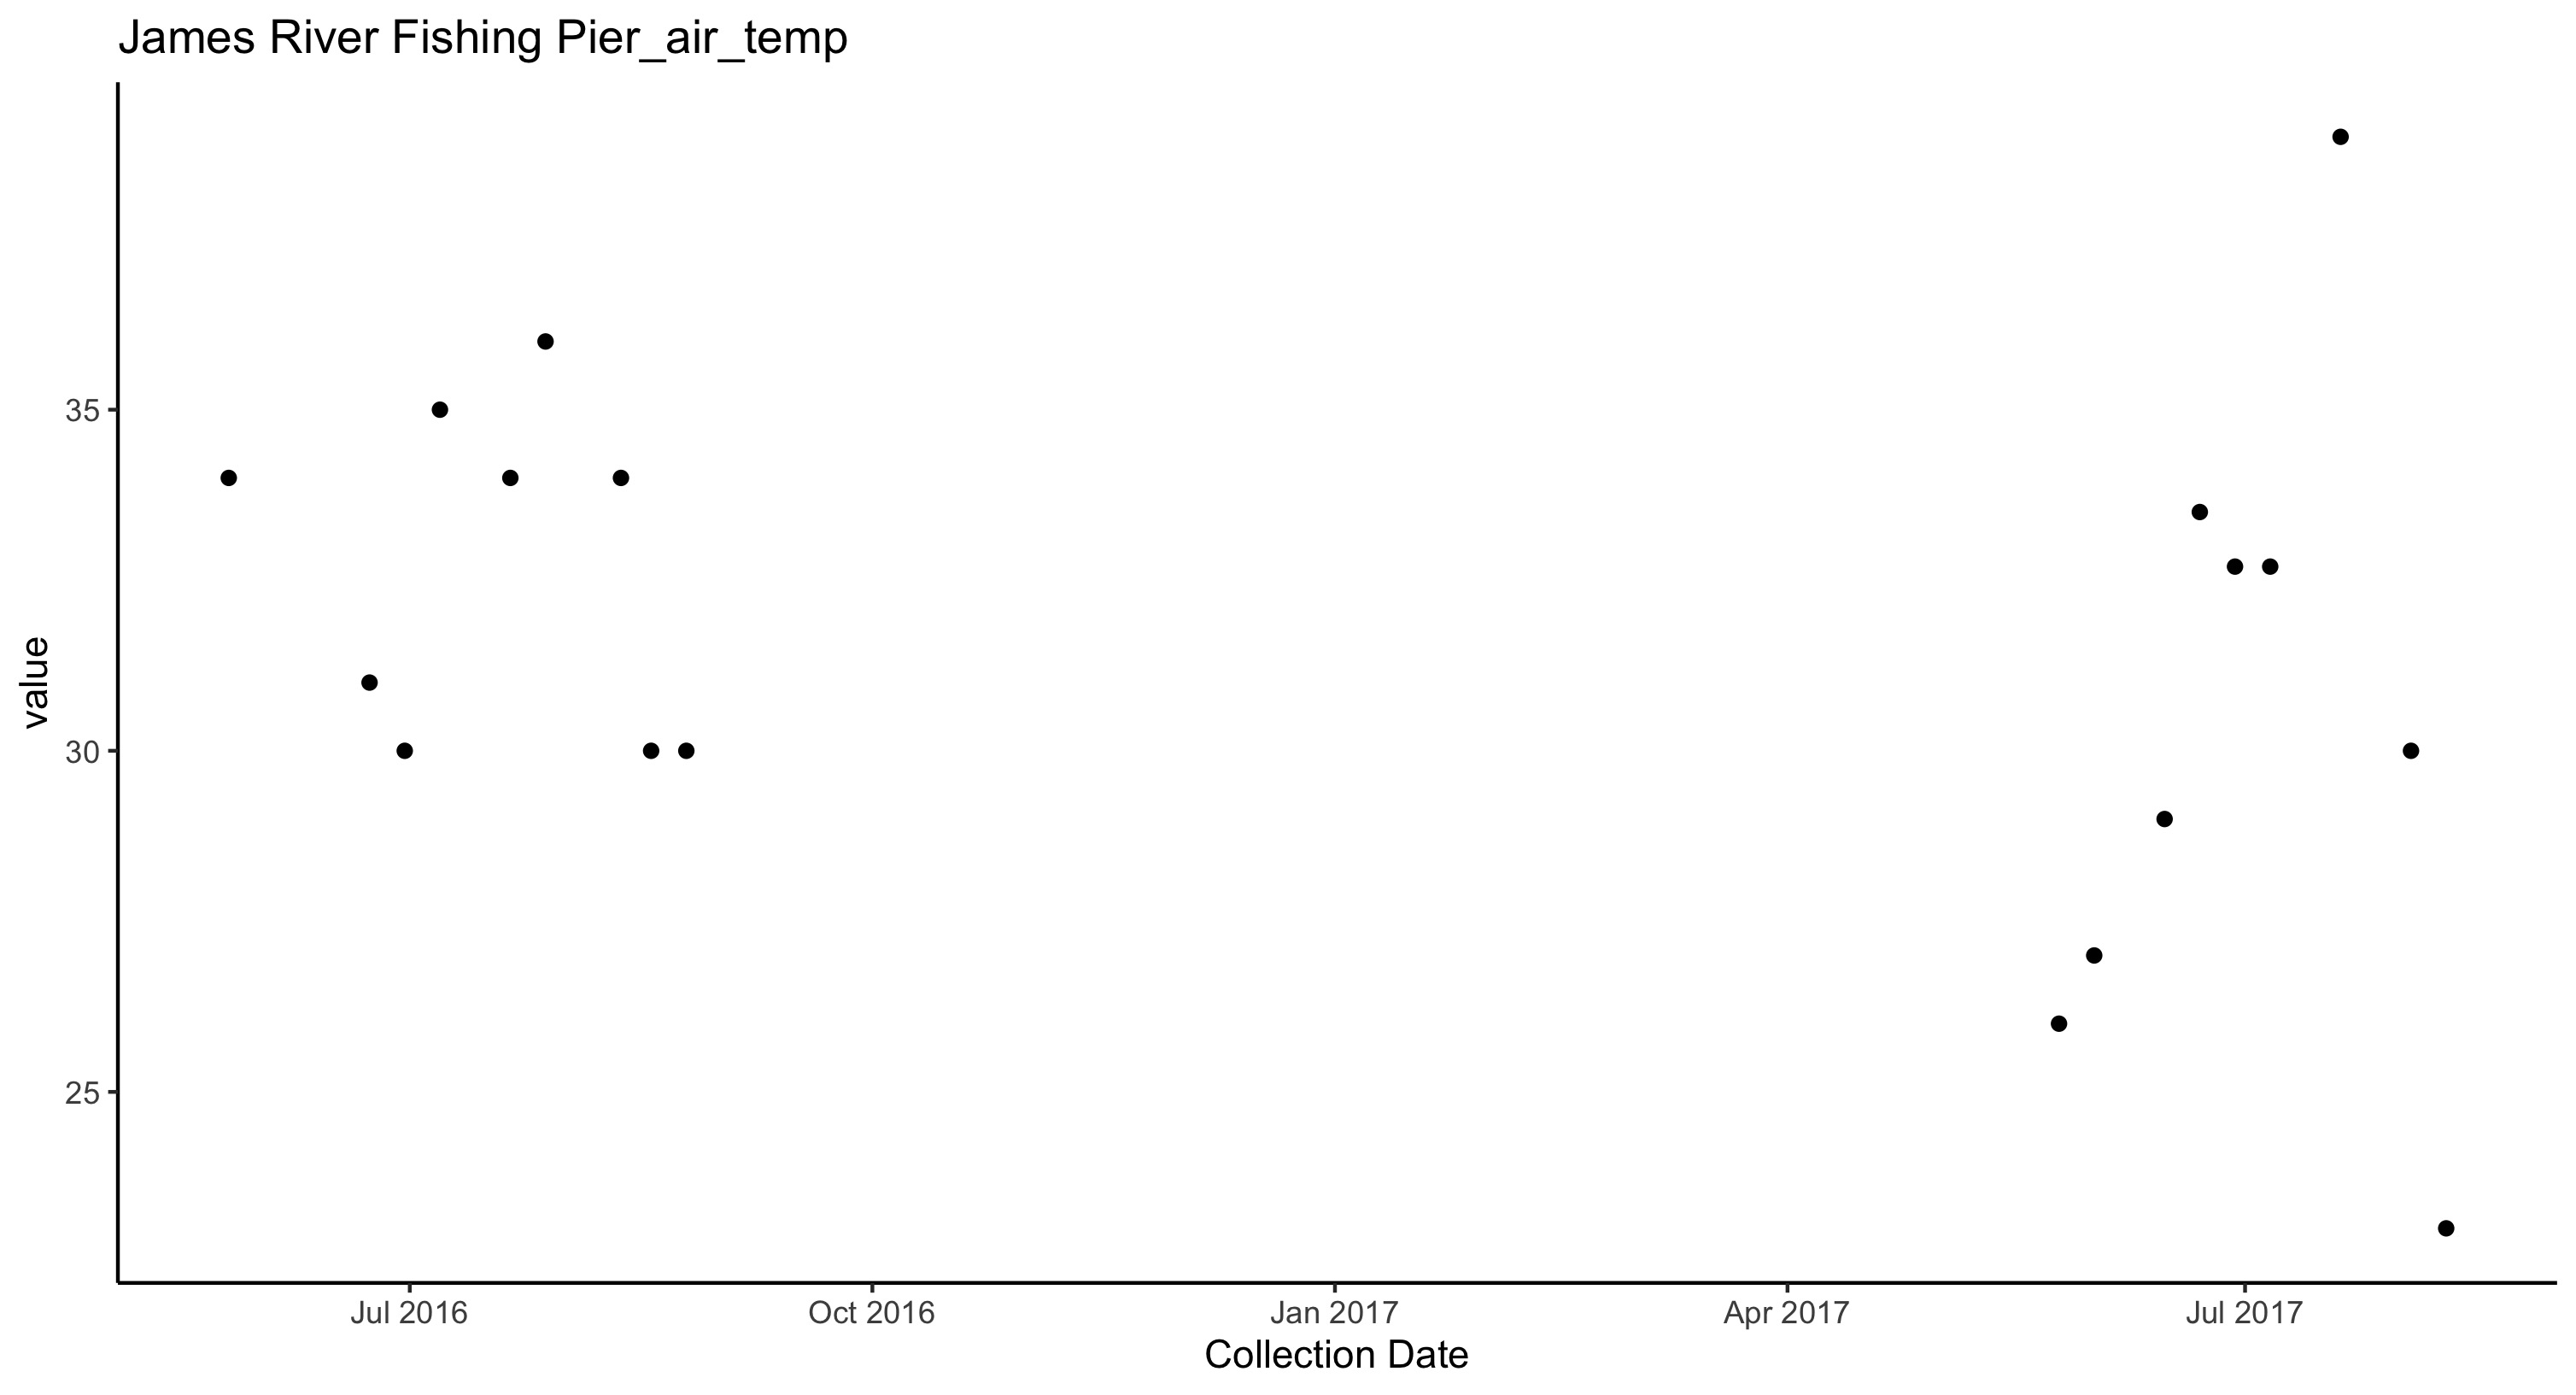 James River Fishing Pier_air_temp
value
35
30
25
Jul 2016
Oct 2016
Jan 2017
Apr 2017
Jul 2017
Collection Date